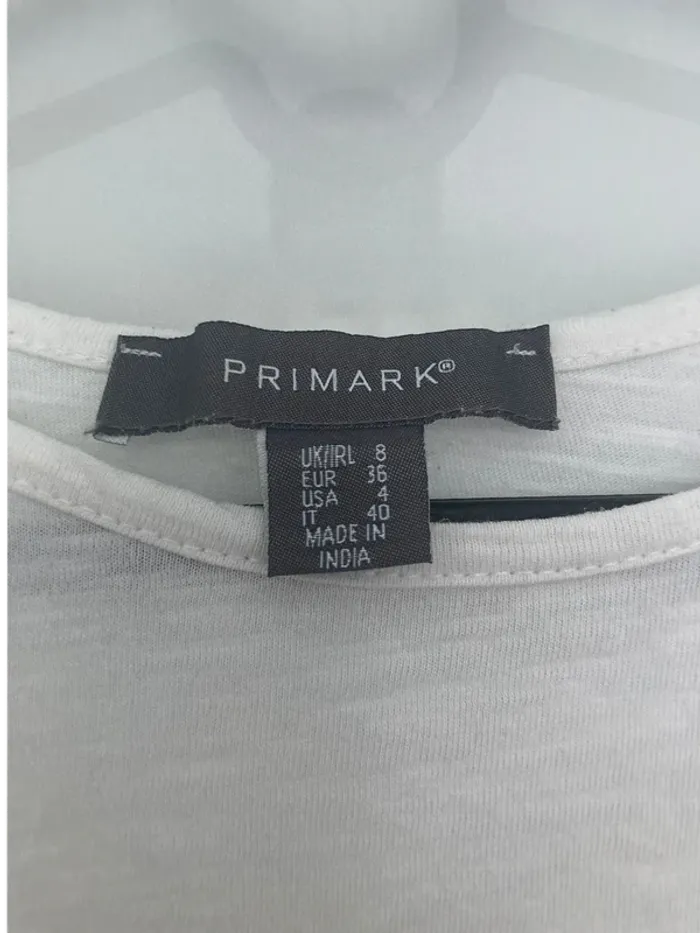 PRIMARK®
UK/IRL 8
EUR 36
USA 4
IT 40
MADE IN
INDIA